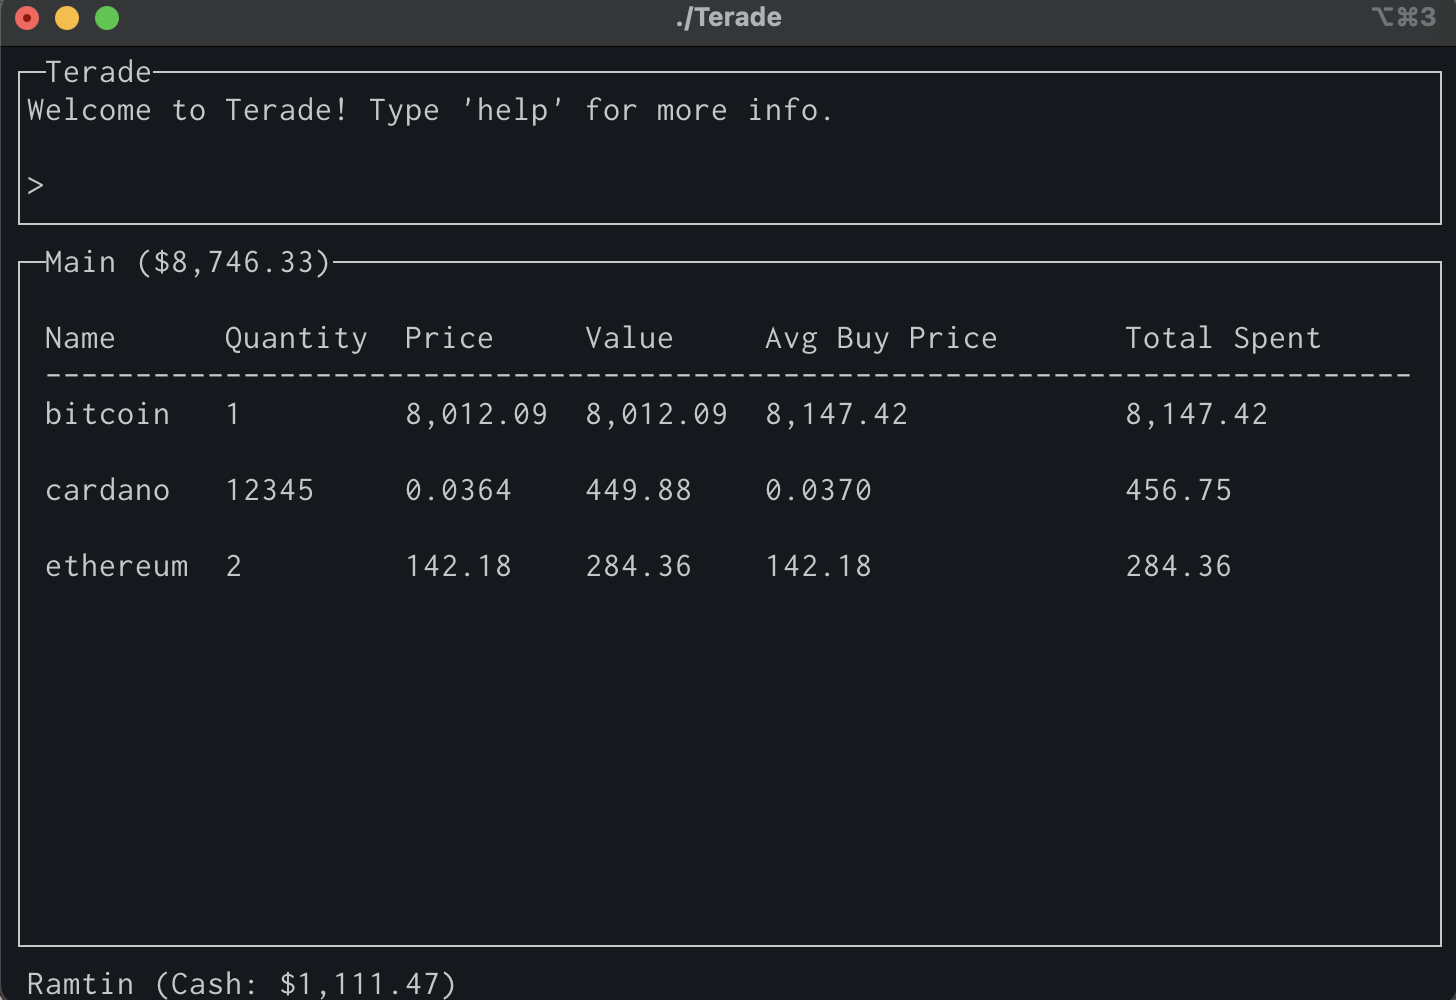 ./Terade
⌥⌘3
Terade
Welcome to Terade! Type 'help' for more info.
>
Main ($8,746.33)
Name Quantity Price Value Avg Buy Price Total Spent
----------------------------------------------------------------------------
bitcoin 1 8,012.09 8,012.09 8,147.42 8,147.42
cardano 12345 0.0364 449.88 0.0370 456.75
ethereum 2 142.18 284.36 142.18 284.36
Ramtin (Cash: $1,111.47)